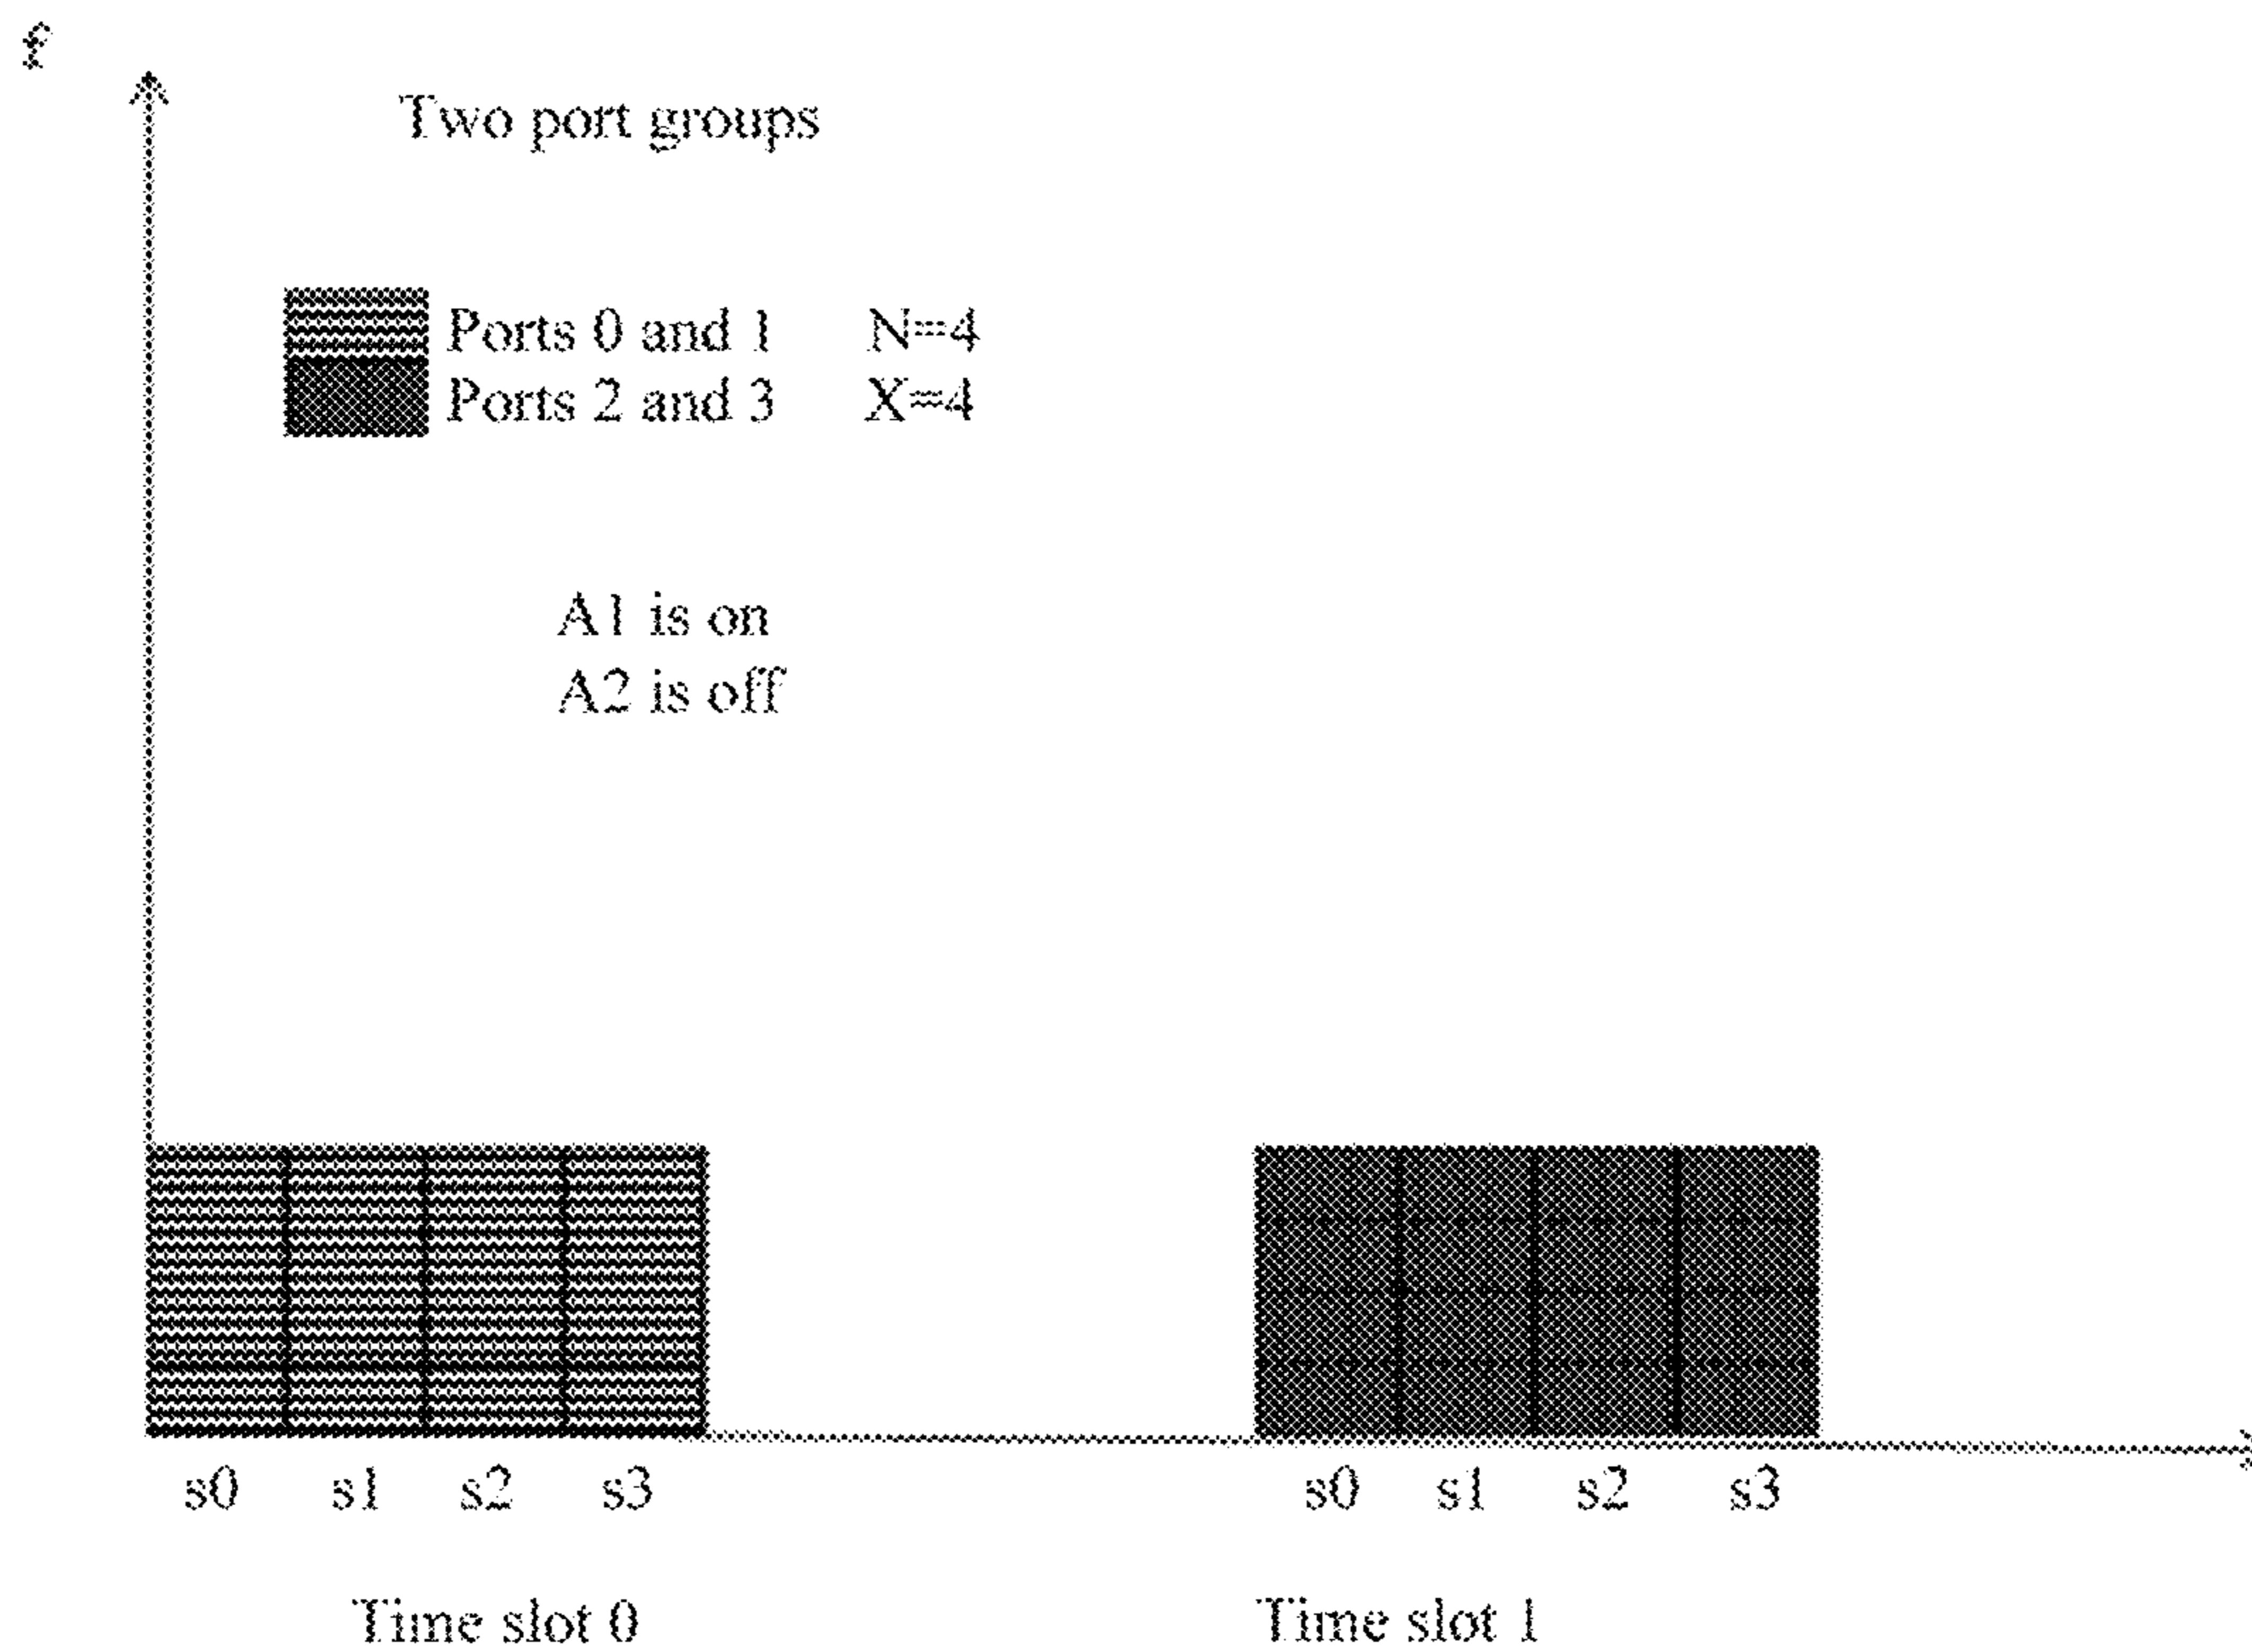 f
Two port groups
Ports 0 and 1 N=4
Ports 2 and 3 X=4
A1 is on
A2 is off
s0 s1 s2 s3 s0 s1 s2 s3
Time slot 0 Time slot 1